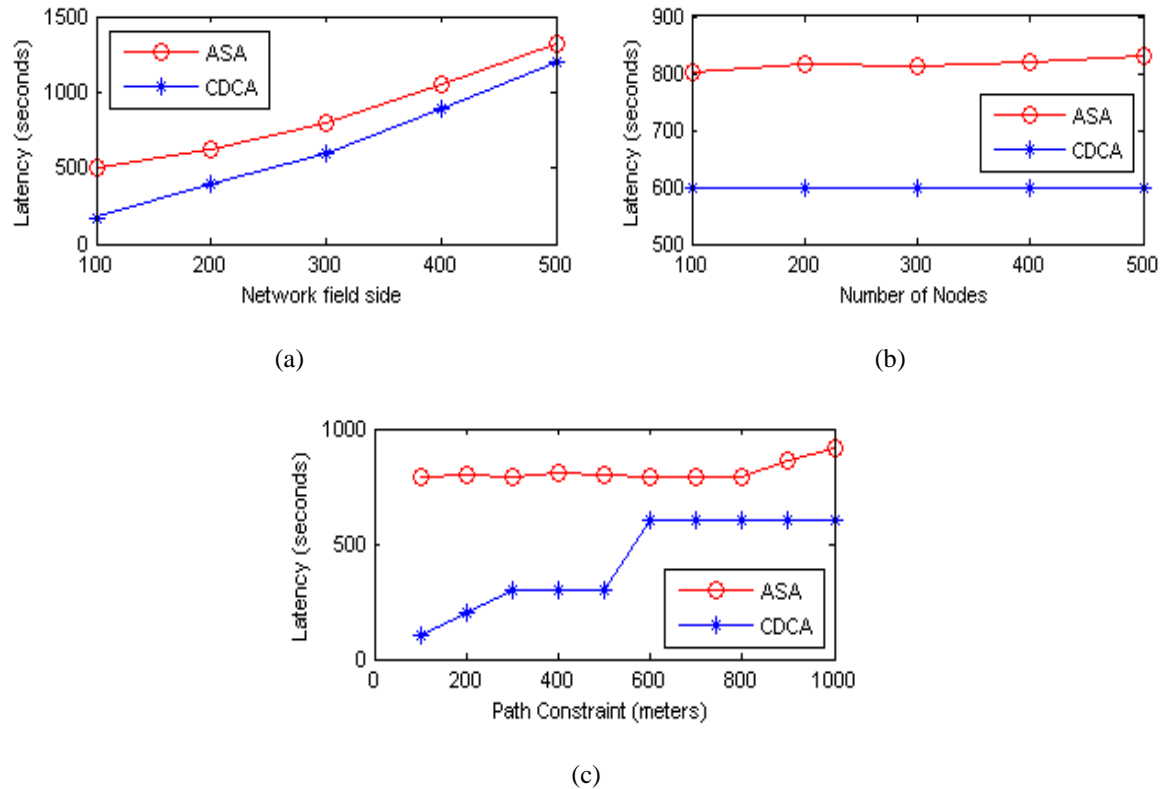 1500
1000
500
0
Latency (seconds)
ASA
CDCA
100 200 300 400 500
Network field side
(a)
900
800
700
600
500
Latency (seconds)
ASA
CDCA
100 200 300 400 500
Number of Nodes
(b)
1000
500
0
Latency (seconds)
ASA
CDCA
0 200 400 600 800 1000
Path Constraint (meters)
(c)